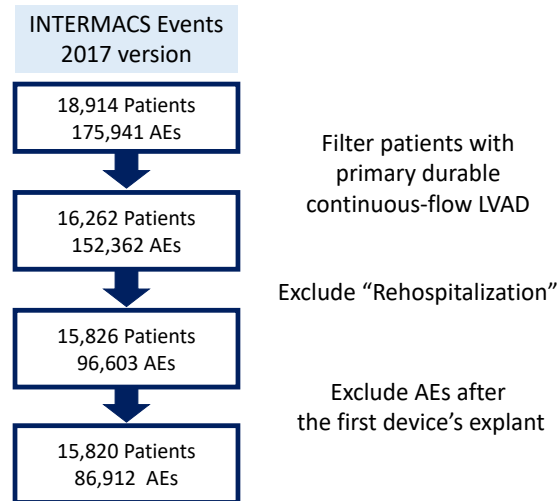 INTERMACS Events
2017 version
18,914 Patients
175,941 AEs
Filter patients with
primary durable
continuous-flow LVAD
16,262 Patients
152,362 AEs
Exclude “Rehospitalization”
15,826 Patients
96,603 AEs
Exclude AEs after
the first device’s explant
15,820 Patients
86,912 AEs